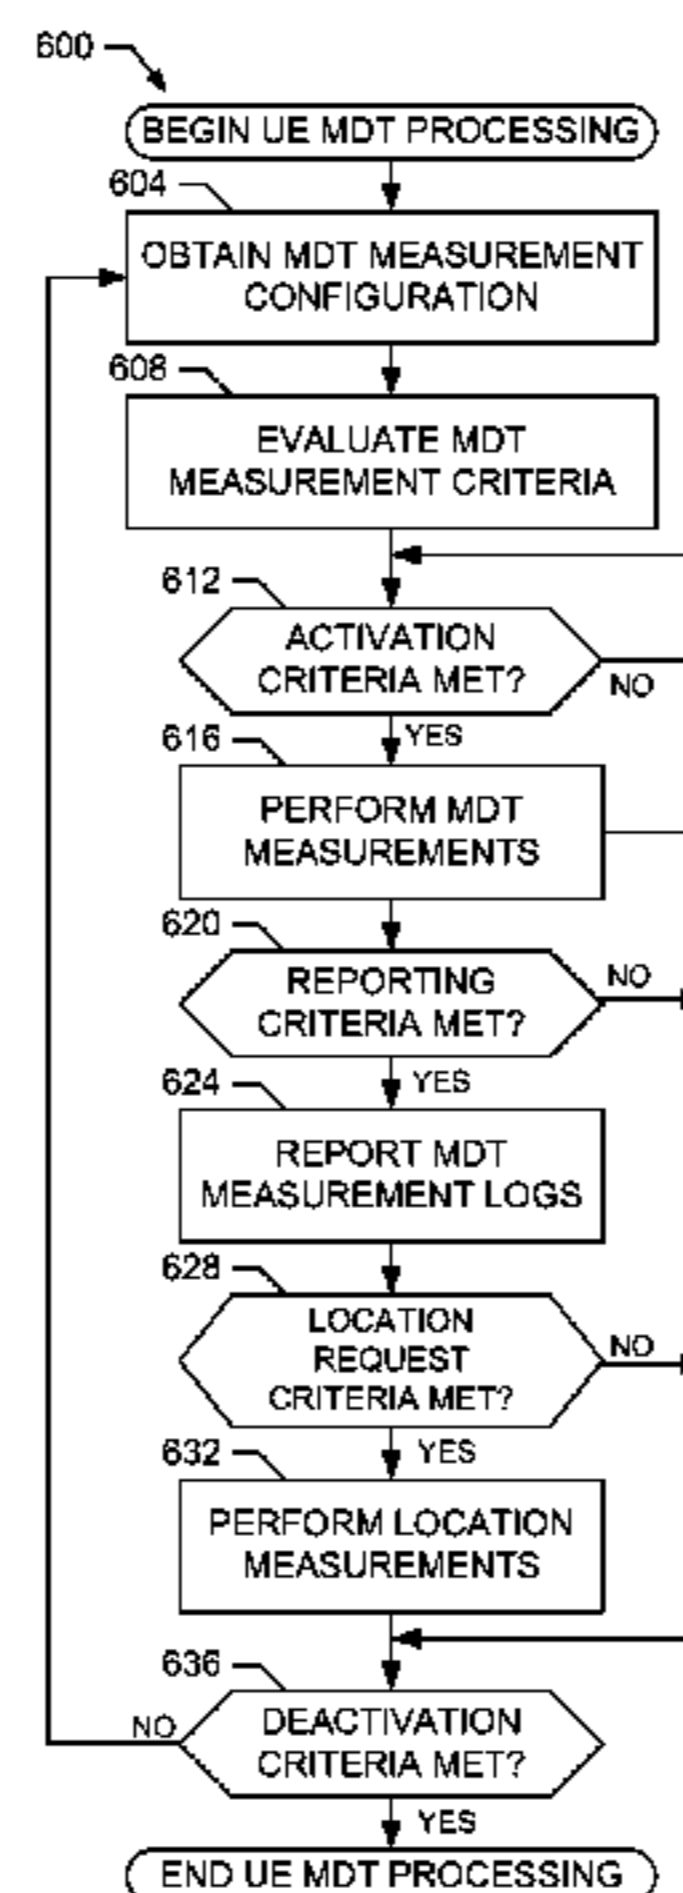 600
BEGIN UE MDT PROCESSING
604
OBTAIN MDT MEASUREMENT
CONFIGURATION
608
EVALUATE MDT
MEASUREMENT CRITERIA
612
ACTIVATION
CRITERIA MET?
NO
YES
616
PERFORM MDT
MEASUREMENTS
620
REPORTING
CRITERIA MET?
NO
YES
624
REPORT MDT
MEASUREMENT LOGS
628
LOCATION
REQUEST
CRITERIA MET?
NO
YES
632
PERFORM LOCATION
MEASUREMENTS
636
DEACTIVATION
CRITERIA MET?
NO
YES
END UE MDT PROCESSING